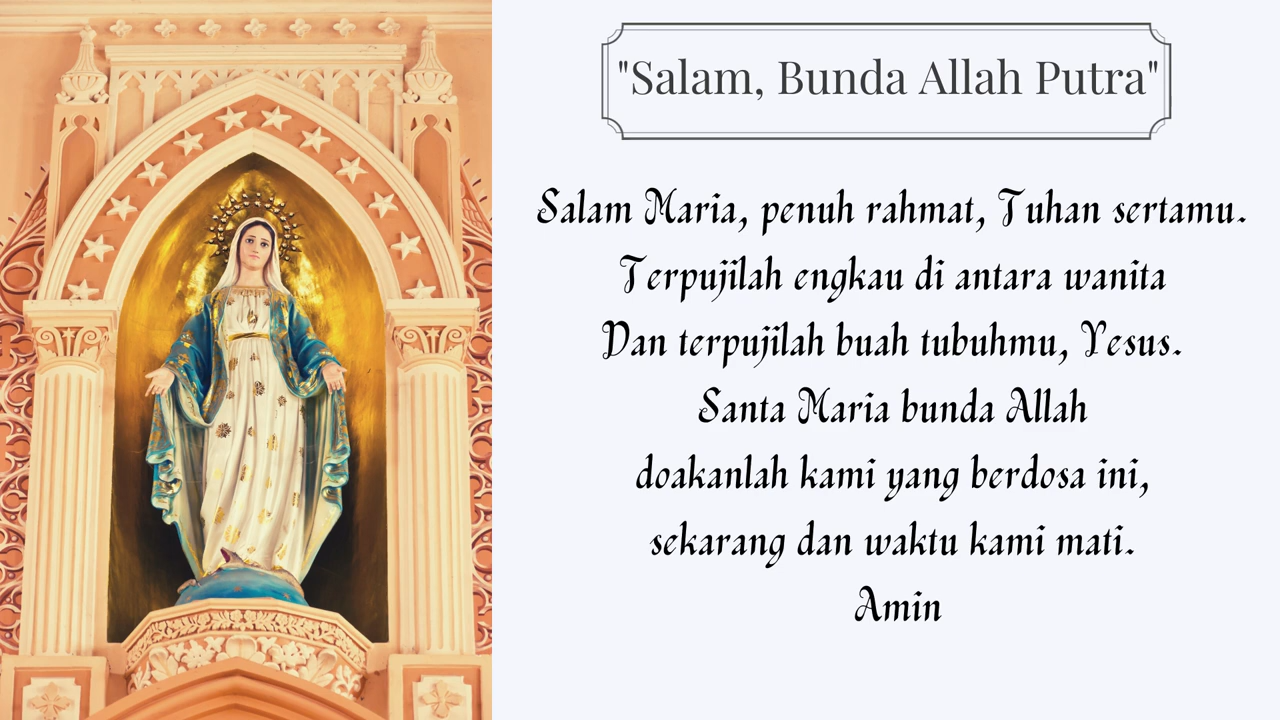 "Salam, Bunda Allah Putra"
Salam Maria, penuh rahmat, Tuhan sertamu.
Terpujilah engkau di antara wanita
Dan terpujilah buah tubuhmu, Yesus.
Santa Maria bunda Allah
doakanlah kami yang berdosa ini,
sekarang dan waktu kami mati.
Amin